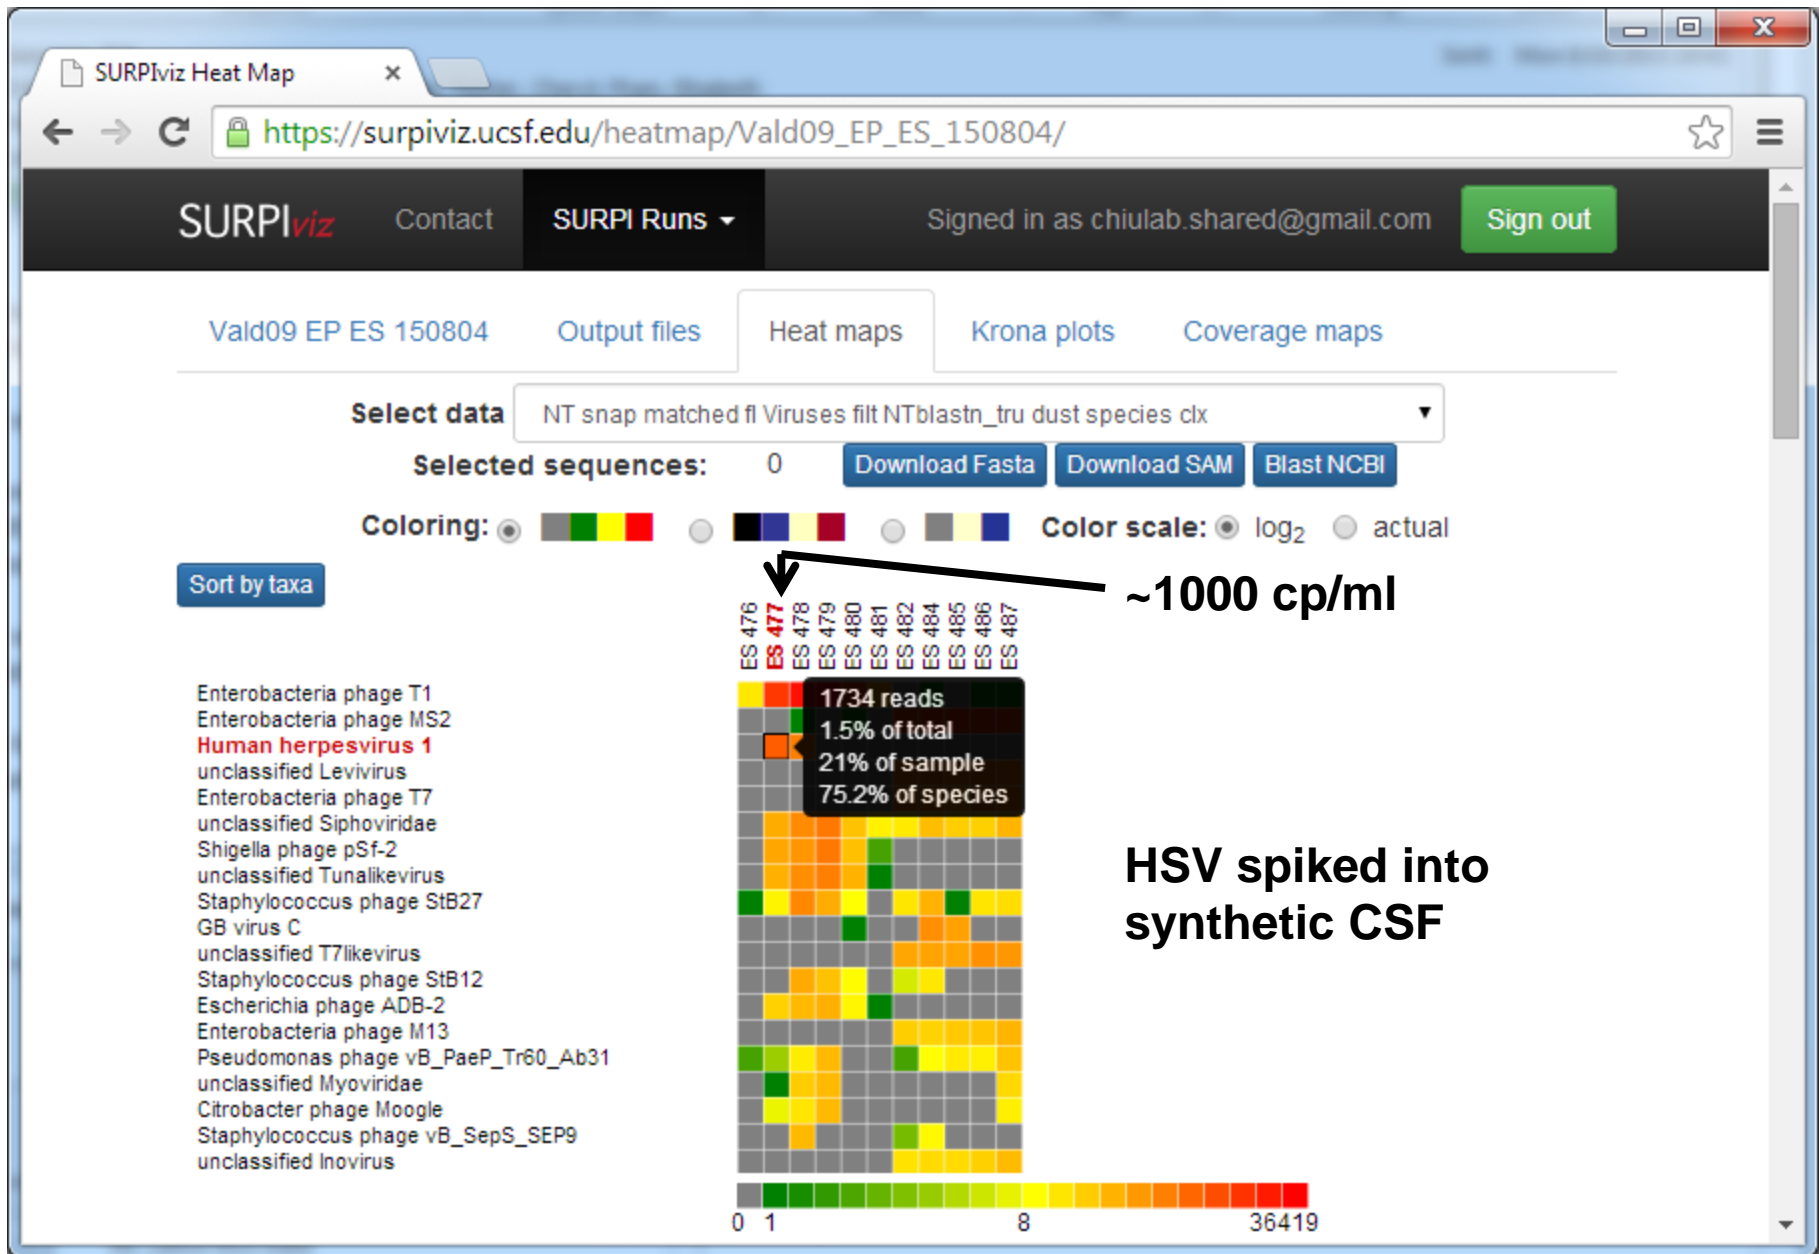 SURPIviz Heat Map
https://surpiviz.ucsf.edu/heatmap/Vald09_EP_ES_150804/
SURPIviz Contact SURPI Runs Signed in as chiulab.shared@gmail.com Sign out
Vald09 EP ES 150804 Output files Heat maps Krona plots Coverage maps
Select data NT snap matched fl Viruses filt NTblastn_tru dust species clx
Selected sequences: 0 Download Fasta Download SAM Blast NCBI
Coloring: Color scale: log2 actual
Sort by taxa
~1000 cp/ml
ES 476
ES 477
ES 478
ES 479
ES 480
ES 481
ES 482
ES 484
ES 485
ES 486
ES 487
Enterobacteria phage T1
Enterobacteria phage MS2
Human herpesvirus 1
unclassified Levivirus
Enterobacteria phage T7
unclassified Siphoviridae
Shigella phage pSf-2
unclassified Tunalikevirus
Staphylococcus phage StB27
GB virus C
unclassified T7likevirus
Staphylococcus phage StB12
Escherichia phage ADB-2
Enterobacteria phage M13
Pseudomonas phage vB_PaeP_Tr60_Ab31
unclassified Myoviridae
Citrobacter phage Moogle
Staphylococcus phage vB_SepS_SEP9
unclassified Inovirus
1734 reads
1.5% of total
21% of sample
75.2% of species
HSV spiked into
synthetic CSF
0 1 8 36419